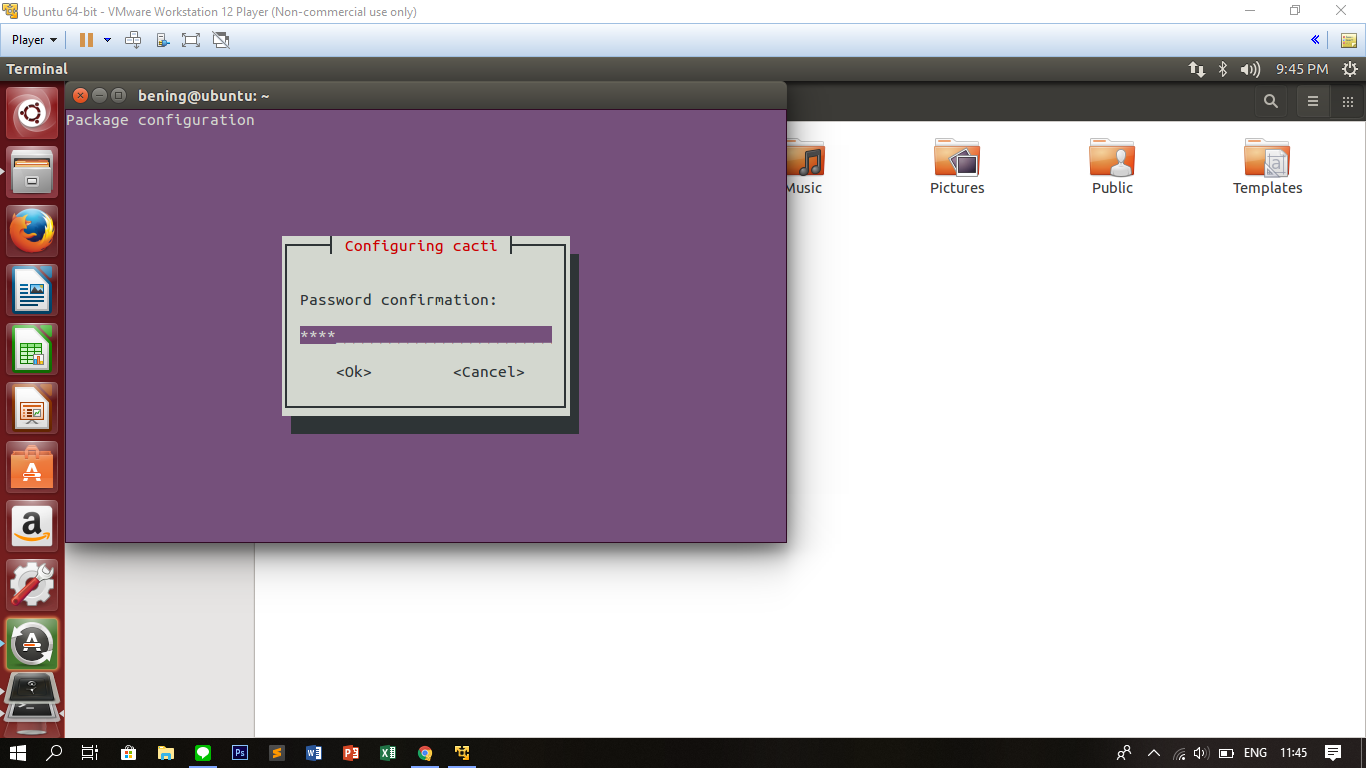 Ubuntu 64-bit - VMware Workstation 12 Player (Non-commercial use only)
Player
Terminal
9:45 PM
bening@ubuntu: ~
Package configuration
Configuring cacti
Password confirmation:
****
<Ok> <Cancel>
Music
Pictures
Public
Templates
ENG
11:45